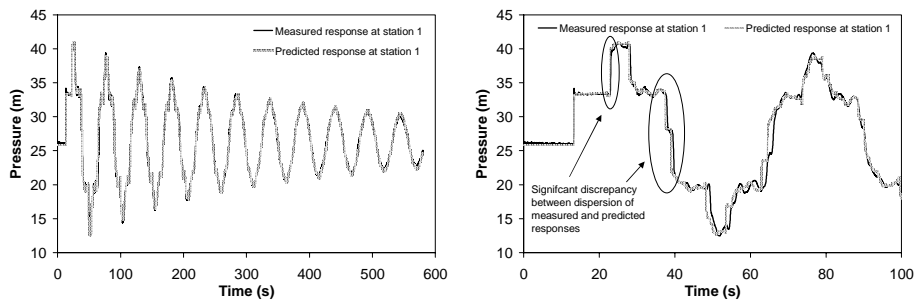 Measured response at station 1
Predicted response at station 1
Pressure (m)
45
40
35
30
25
20
15
10
0 100 200 300 400 500 600
Time (s)
Measured response at station 1 Predicted response at station 1
Pressure (m)
45
40
35
30
25
20
15
10
Signifcant discrepancy
between dispersion of
measured and predicted
responses
0 20 40 60 80 100
Time (s)